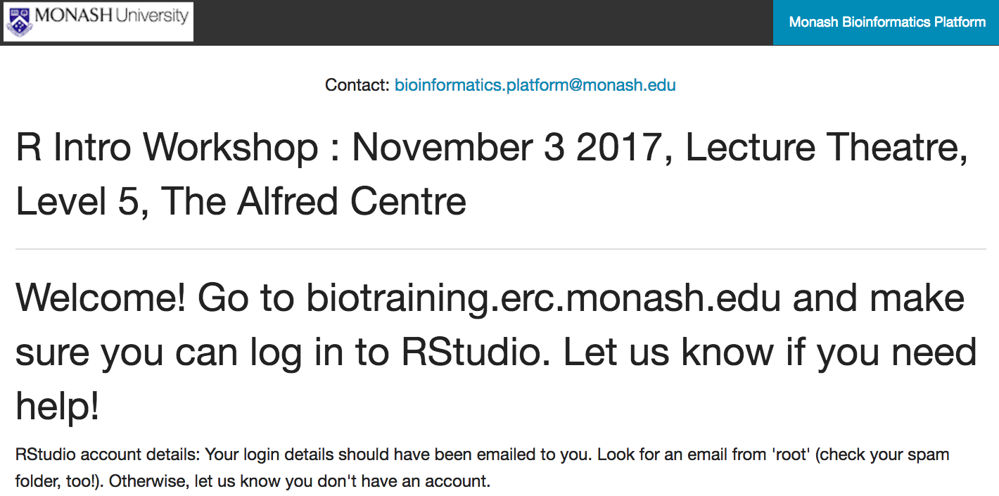 MONASH University
Monash Bioinformatics Platform
Contact: bioinformatics.platform@monash.edu
R Intro Workshop : November 3 2017, Lecture Theatre,
Level 5, The Alfred Centre
Welcome! Go to biotraining.erc.monash.edu and make
sure you can log in to RStudio. Let us know if you need
help!
RStudio account details: Your login details should have been emailed to you. Look for an email from 'root' (check your spam
folder, too!). Otherwise, let us know you don't have an account.